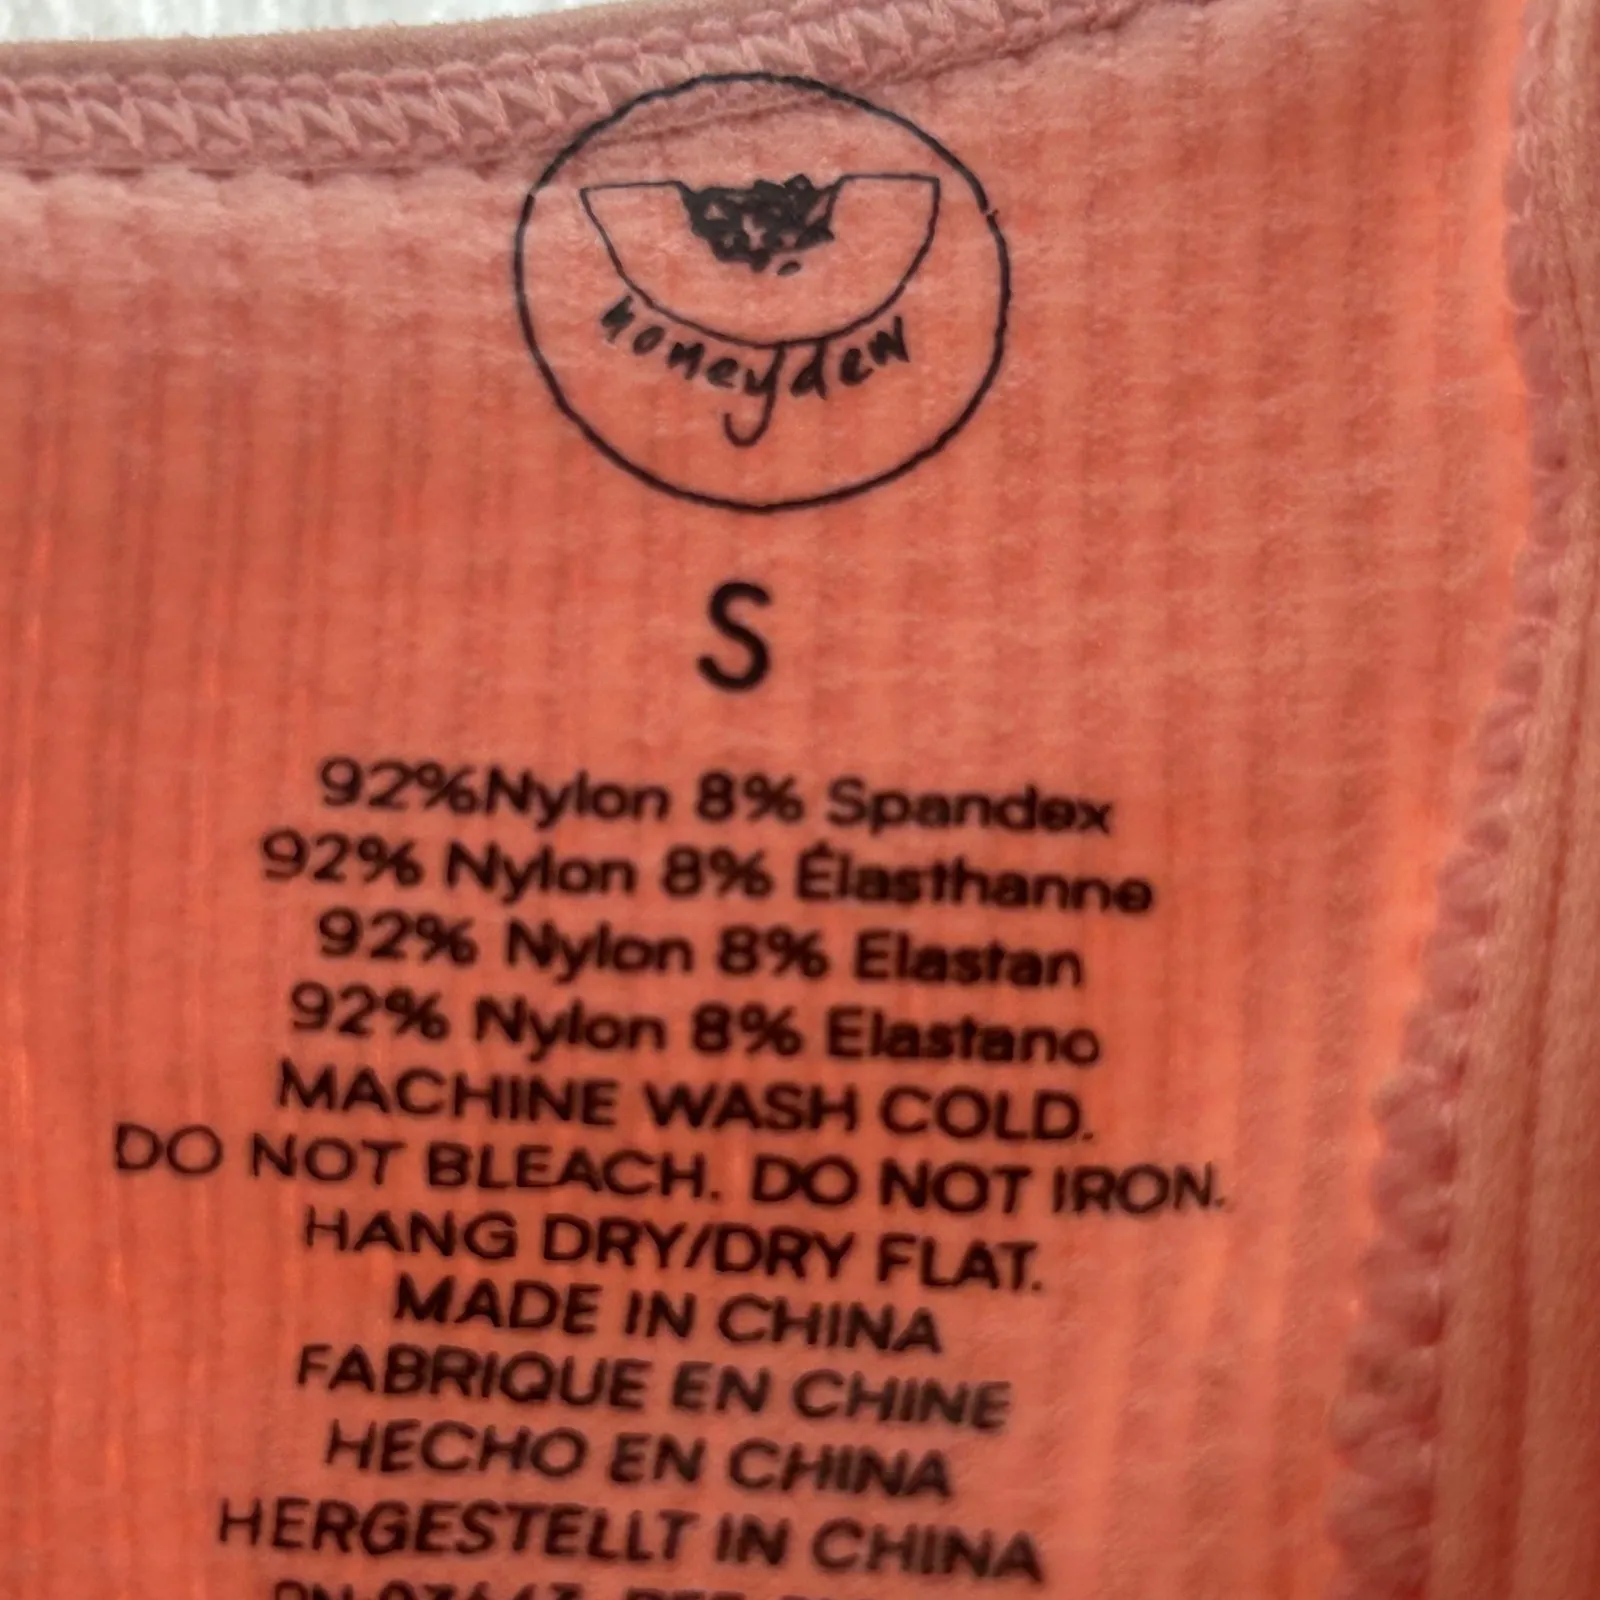 honeydew
S
92%Nylon 8% Spandex
92% Nylon 8% Élasthanne
92% Nylon 8% Elastan
92% Nylon 8% Elastano
MACHINE WASH COLD.
DO NOT BLEACH. DO NOT IRON.
HANG DRY/DRY FLAT.
MADE IN CHINA
FABRIQUE EN CHINE
HECHO EN CHINA
HERGESTELLT IN CHINA